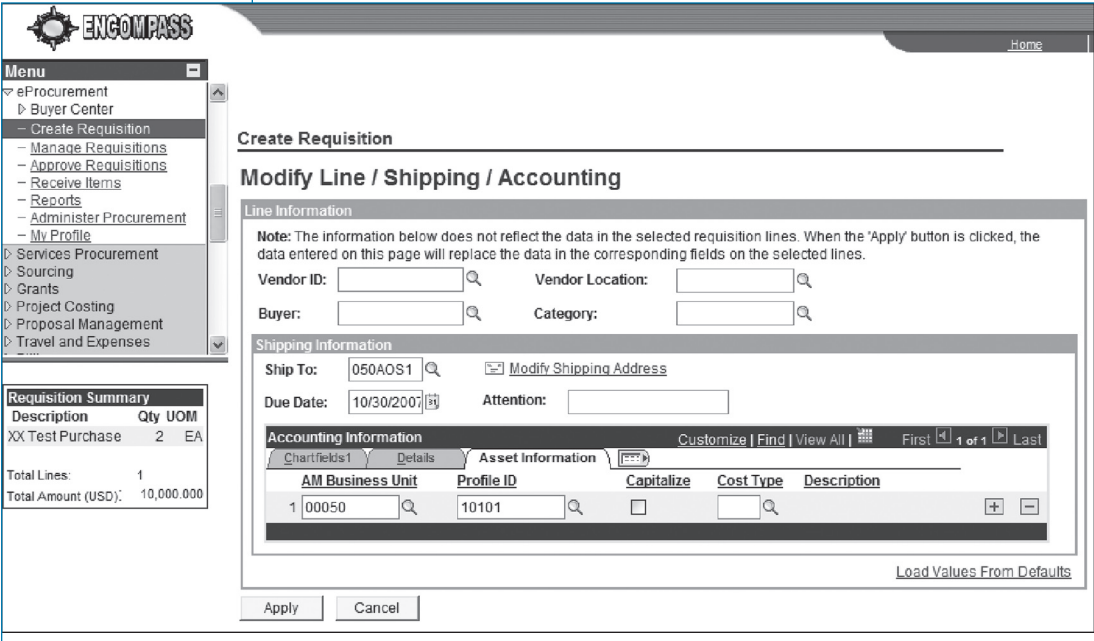 ENCOMPASS
Home
Menu
eProcurement
Buyer Center
– Create Requisition
– Manage Requisitions
– Approve Requisitions
– Receive Items
– Reports
– Administer Procurement
– My Profile
Services Procurement
Sourcing
Grants
Project Costing
Proposal Management
Travel and Expenses
Requisition Summary
Description Qty UOM
XX Test Purchase 2 EA
Total Lines: 1
Total Amount (USD): 10,000.000
Create Requisition
Modify Line / Shipping / Accounting
Line Information
Note: The information below does not reflect the data in the selected requisition lines. When the 'Apply' button is clicked, the
data entered on this page will replace the data in the corresponding fields on the selected lines.
Vendor ID: Vendor Location:
Buyer: Category:
Shipping Information
Ship To: 050AOS1 Modify Shipping Address
Due Date: 10/30/2007 31 Attention:
Accounting Information Customize | Find | View All | First 1 of 1 Last
Chartfields1 Details Asset Information
AM Business Unit Profile ID Capitalize Cost Type Description
1 00050 10101 + −
Load Values From Defaults
Apply Cancel